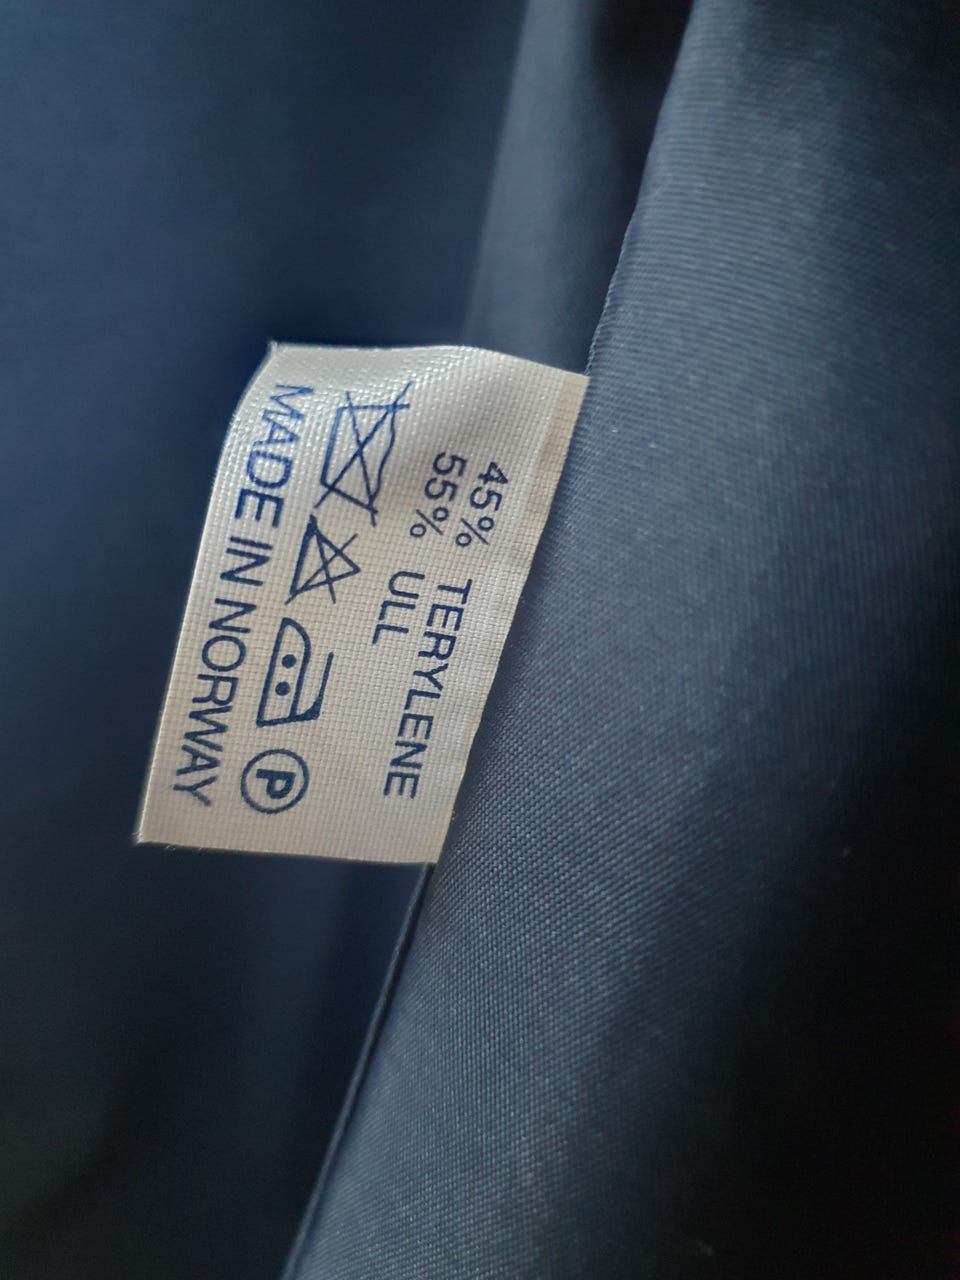 45% TERYLENE
55% ULL
P
MADE IN NORWAY